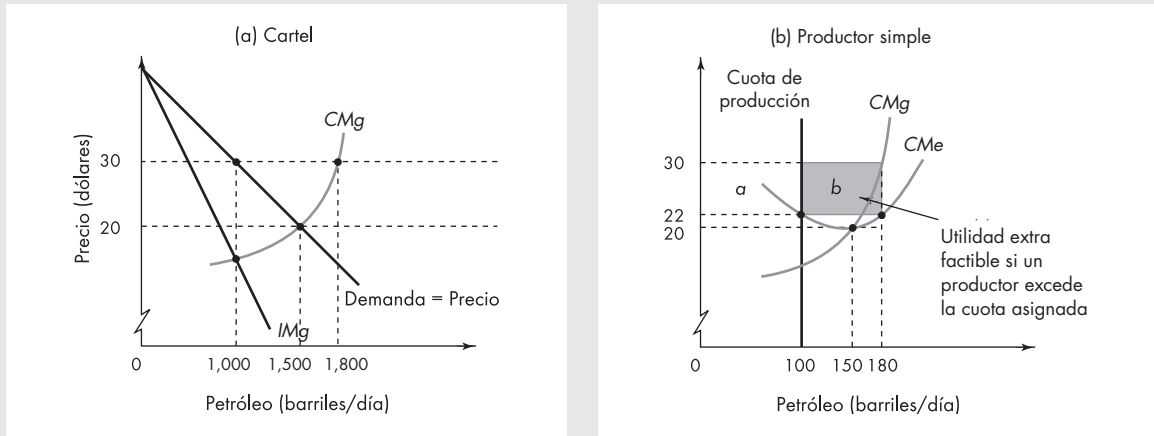 (a) Cartel
Precio (dólares)
30
20
0
1,000
1,500
1,800
CMg
Demanda = Precio
IMg
Petróleo (barriles/día)
(b) Productor simple
Cuota de
producción
CMg
CMe
30
22
20
a
b
Utilidad extra
factible si un
productor excede
la cuota asignada
0
100
150
180
Petróleo (barriles/día)